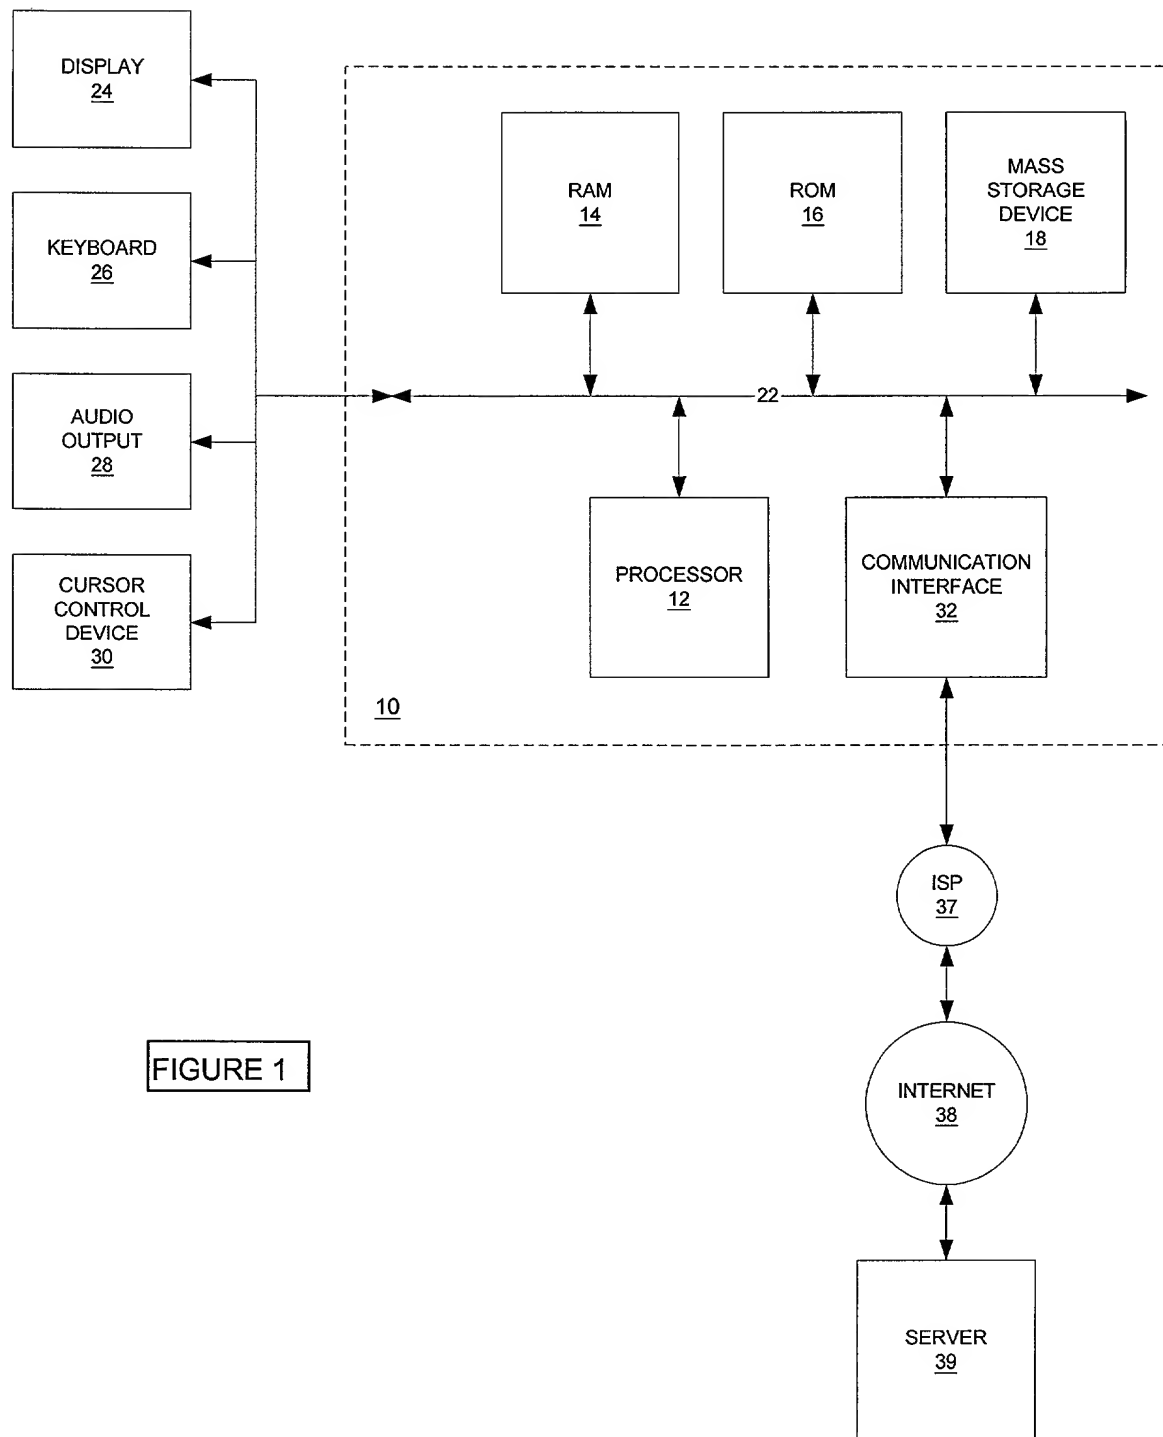 DISPLAY
24
KEYBOARD
26
AUDIO
OUTPUT
28
CURSOR
CONTROL
DEVICE
30
RAM
14
ROM
16
MASS
STORAGE
DEVICE
18
22
PROCESSOR
12
COMMUNICATION
INTERFACE
32
10
ISP
37
INTERNET
38
SERVER
39
FIGURE 1